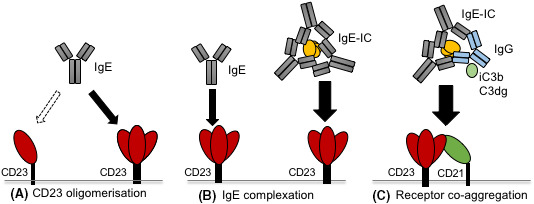 IgE
CD23
CD23
(A) CD23 oligomerisation
IgE
IgE-IC
CD23
CD23
(B) IgE complexation
IgE-IC
IgG
iC3b
C3dg
CD23
CD21
(C) Receptor co-aggregation